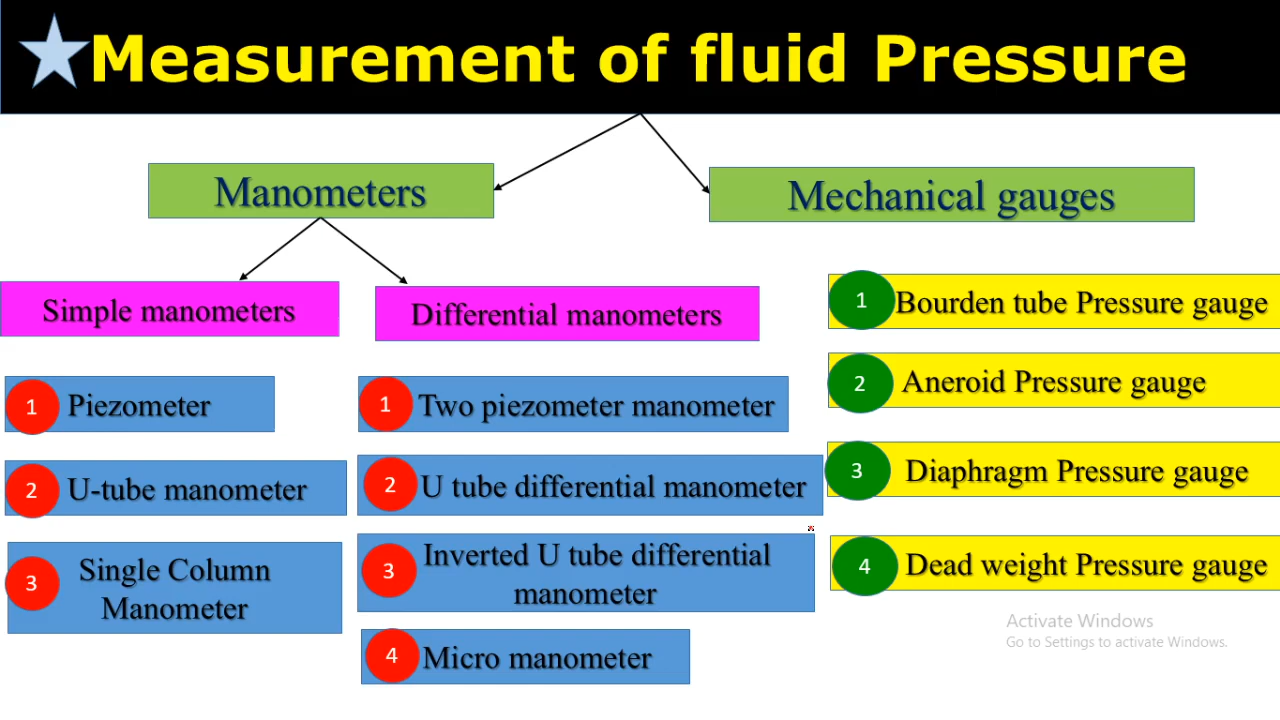 Measurement of fluid Pressure
Manometers
Mechanical gauges
Simple manometers
Differential manometers
1 Piezometer
2 U-tube manometer
3 Single Column
Manometer
1 Two piezometer manometer
2 U tube differential manometer
3 Inverted U tube differential
manometer
4 Micro manometer
1 Bourden tube Pressure gauge
2 Aneroid Pressure gauge
3 Diaphragm Pressure gauge
4 Dead weight Pressure gauge
Activate Windows
Go to Settings to activate Windows.